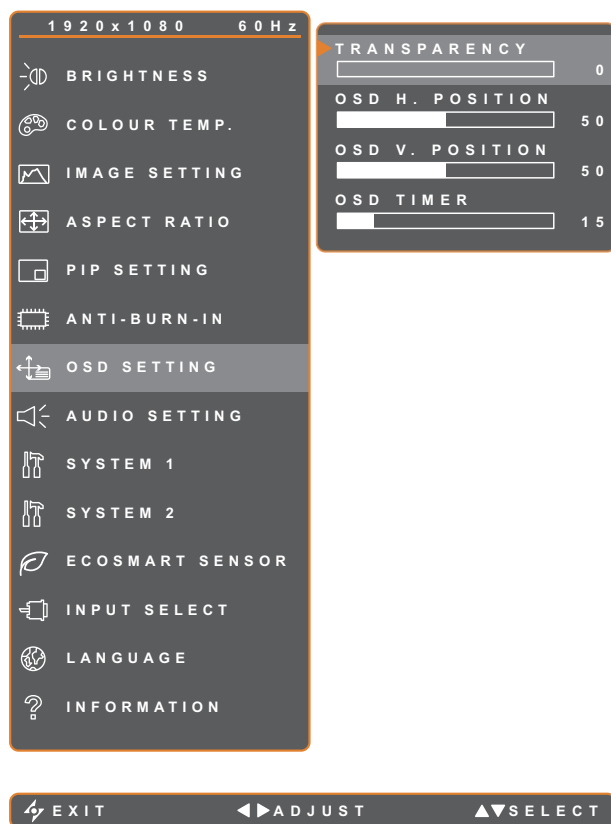 1920x1080 60Hz
BRIGHTNESS
COLOUR TEMP.
IMAGE SETTING
ASPECT RATIO
PIP SETTING
ANTI-BURN-IN
OSD SETTING
AUDIO SETTING
SYSTEM 1
SYSTEM 2
ECOSMART SENSOR
INPUT SELECT
LANGUAGE
INFORMATION
TRANSPARENCY
0
OSD H. POSITION
50
OSD V. POSITION
50
OSD TIMER
15
EXIT ◀▶ADJUST ▲▼SELECT